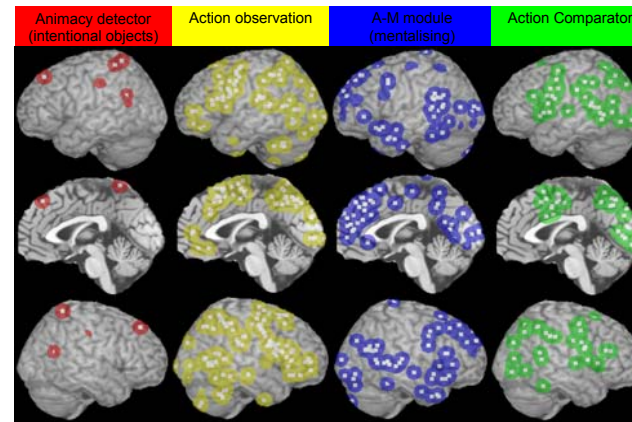 Animacy detector
(intentional objects)
Action observation
A-M module
(mentalising)
Action Comparator